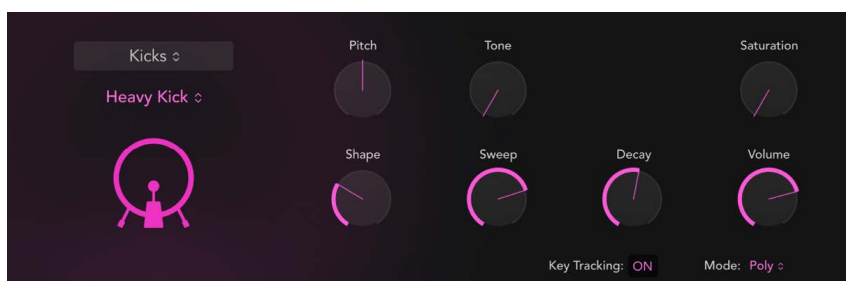 Kicks
Heavy Kick
Pitch
Tone
Saturation
Shape
Sweep
Decay
Volume
Key Tracking: ON
Mode: Poly